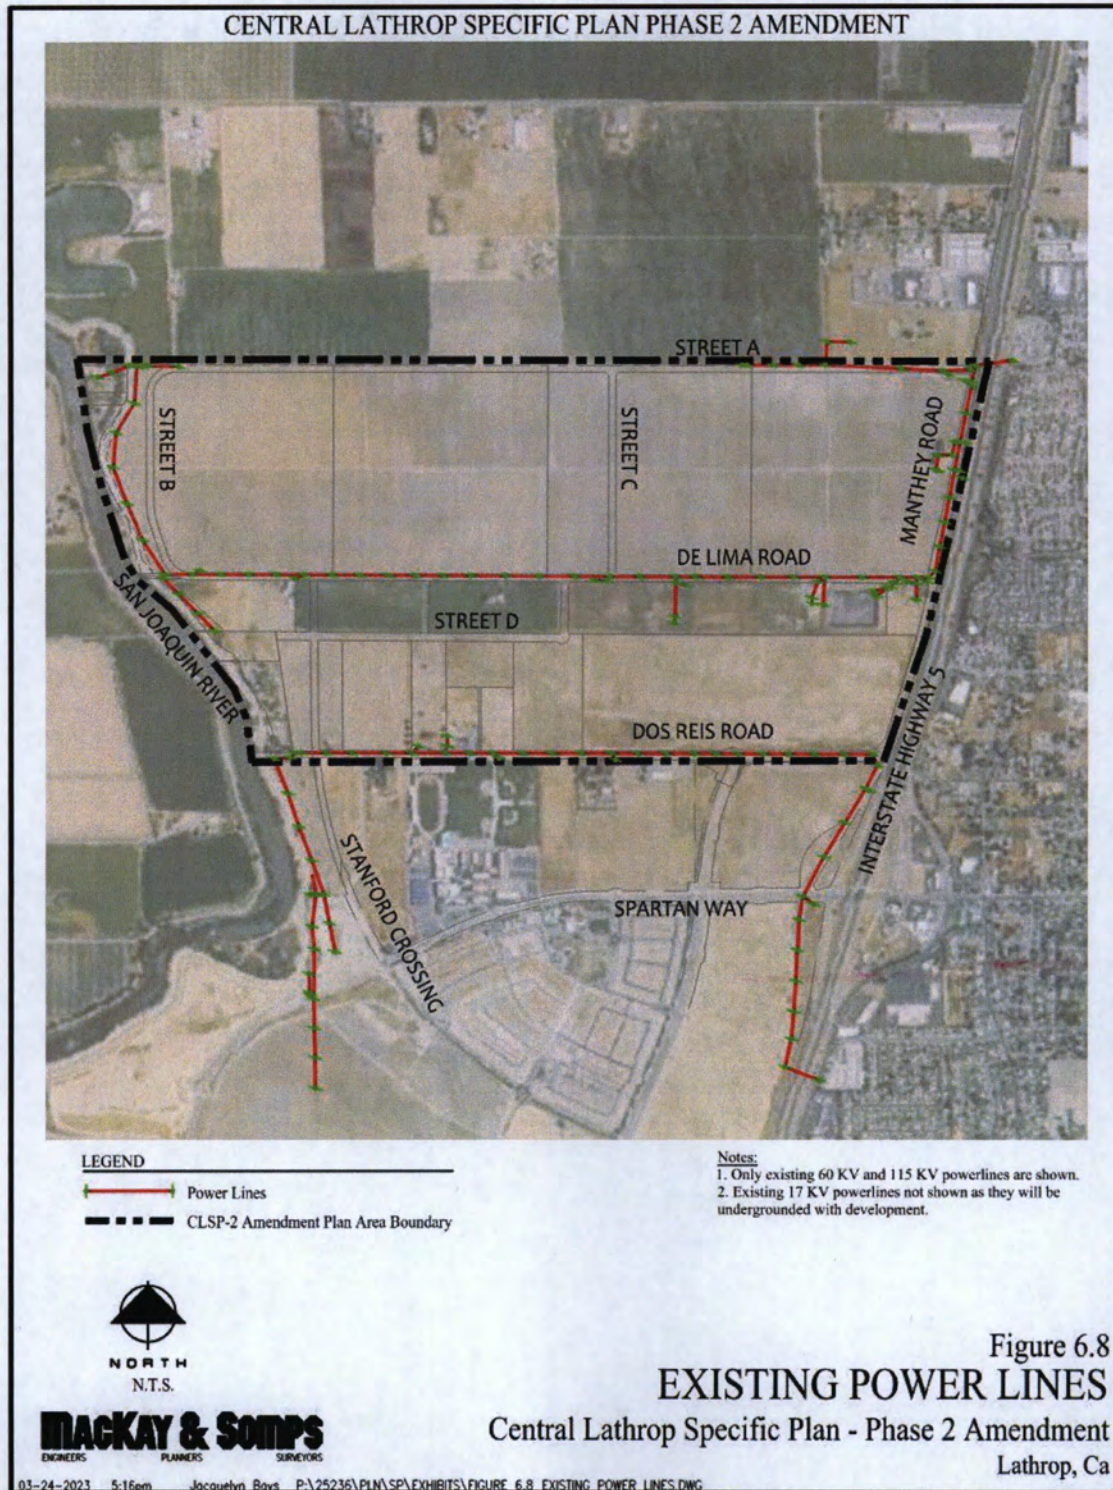 CENTRAL LATHROP SPECIFIC PLAN PHASE 2 AMENDMENT
STREET A
STREET B
STREET C
MANTHEY ROAD
DE LIMA ROAD
STREET D
SAN JOAQUIN RIVER
DOS REIS ROAD
INTERSTATE HIGHWAY 5
STANFORD CROSSING
SPARTAN WAY
LEGEND
Power Lines
CLSP-2 Amendment Plan Area Boundary
Notes:
1. Only existing 60 KV and 115 KV powerlines are shown.
2. Existing 17 KV powerlines not shown as they will be
undergrounded with development.
NORTH
N.T.S.
Figure 6.8
EXISTING POWER LINES
Central Lathrop Specific Plan - Phase 2 Amendment
Lathrop, Ca
MACKAY & SOMPS
ENGINEERS PLANNERS SURVEYORS
03-24-2023 5:16pm Jacquelyn Bays P:\25236\PLN\SP\EXHIBITS\FIGURE 6.8 EXISTING POWER LINES.DWG